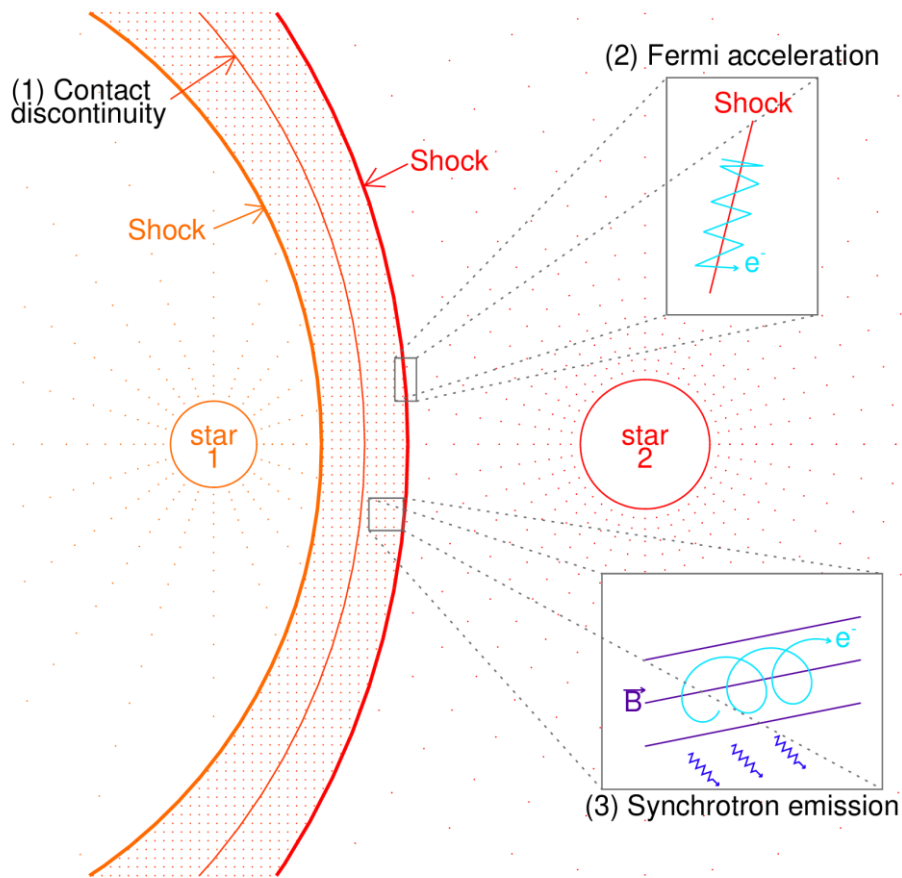 (1) Contact
discontinuity
(2) Fermi acceleration
Shock
e-
Shock
Shock
star
1
star
2
B
e-
(3) Synchrotron emission